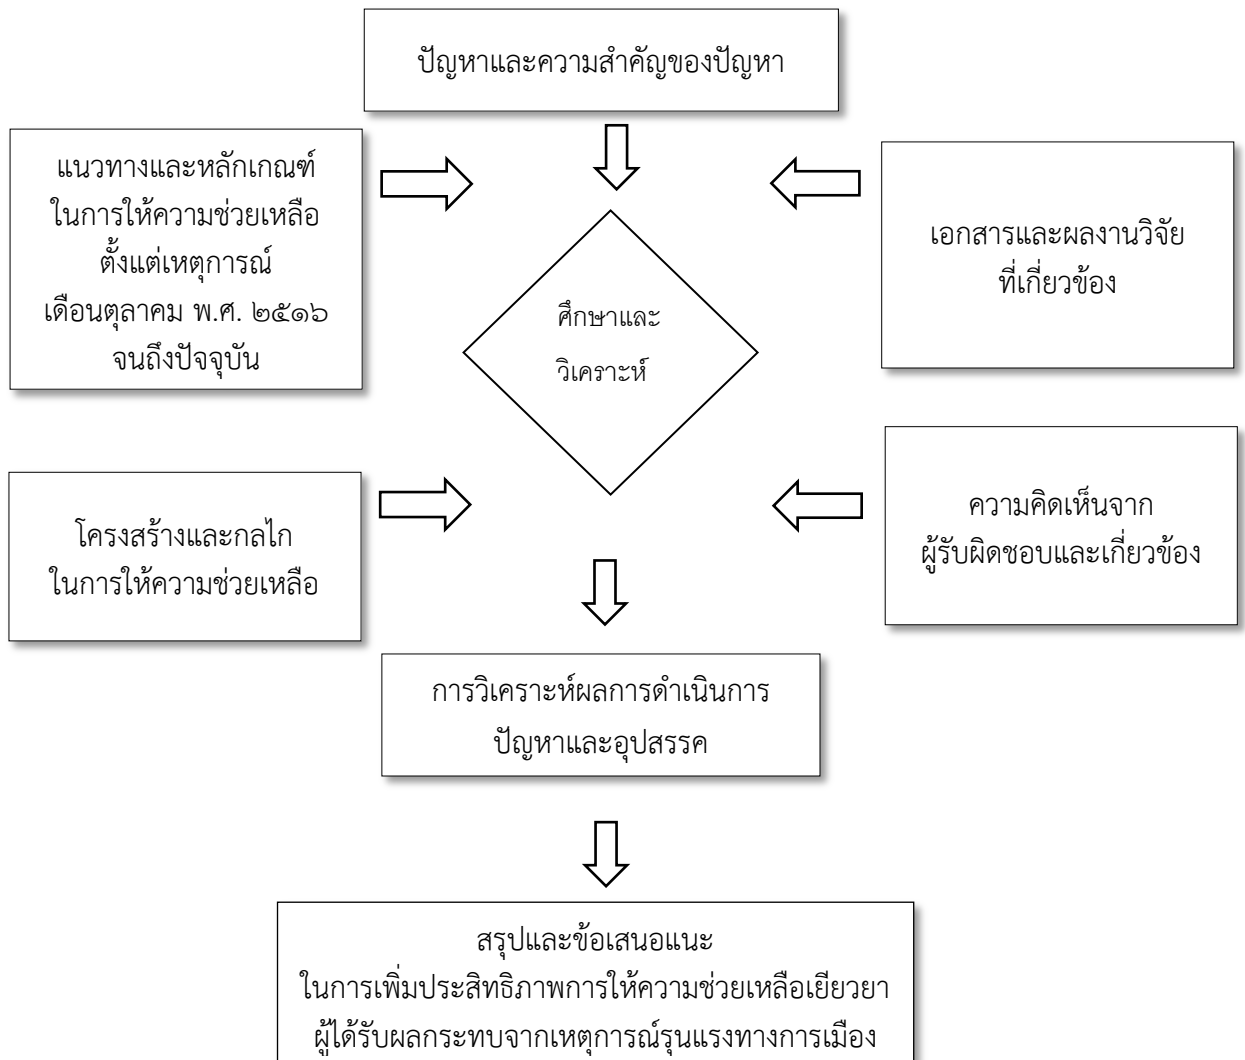 ปัญหาและความสำคัญของปัญหา
แนวทางและหลักเกณฑ์
ในการให้ความช่วยเหลือ
ตั้งแต่เหตุการณ์
เดือนตุลาคม พ.ศ. ๒๕๑๖
จนถึงปัจจุบัน
เอกสารและผลงานวิจัย
ที่เกี่ยวข้อง
ศึกษาและ
วิเคราะห์
โครงสร้างและกลไก
ในการให้ความช่วยเหลือ
ความคิดเห็นจาก
ผู้รับผิดชอบและเกี่ยวข้อง
การวิเคราะห์ผลการดำเนินการ
ปัญหาและอุปสรรค
สรุปและข้อเสนอแนะ
ในการเพิ่มประสิทธิภาพการให้ความช่วยเหลือเยียวยา
ผู้ได้รับผลกระทบจากเหตุการณ์รุนแรงทางการเมือง